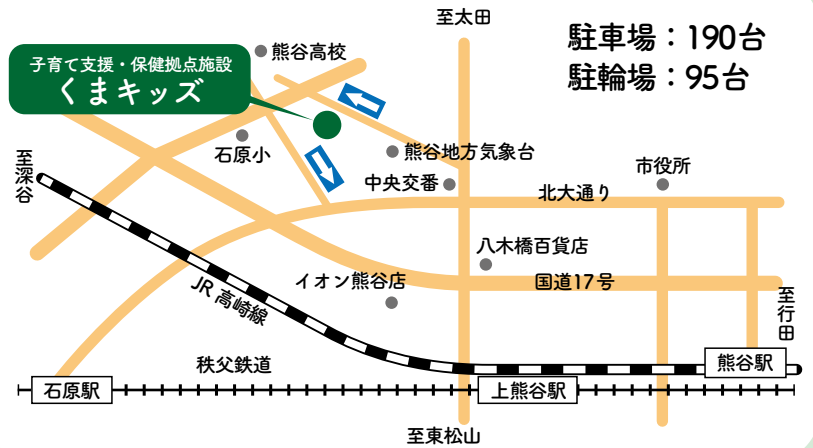 至太田
駐車場：190台
駐輪場：95台
熊谷高校
子育て支援・保健拠点施設
くまキッズ
石原小
熊谷地方気象台
至深谷
中央交番
市役所
北大通り
八木橋百貨店
イオン熊谷店
国道17号
JR高崎線
至行田
秩父鉄道
熊谷駅
石原駅
上熊谷駅
至東松山